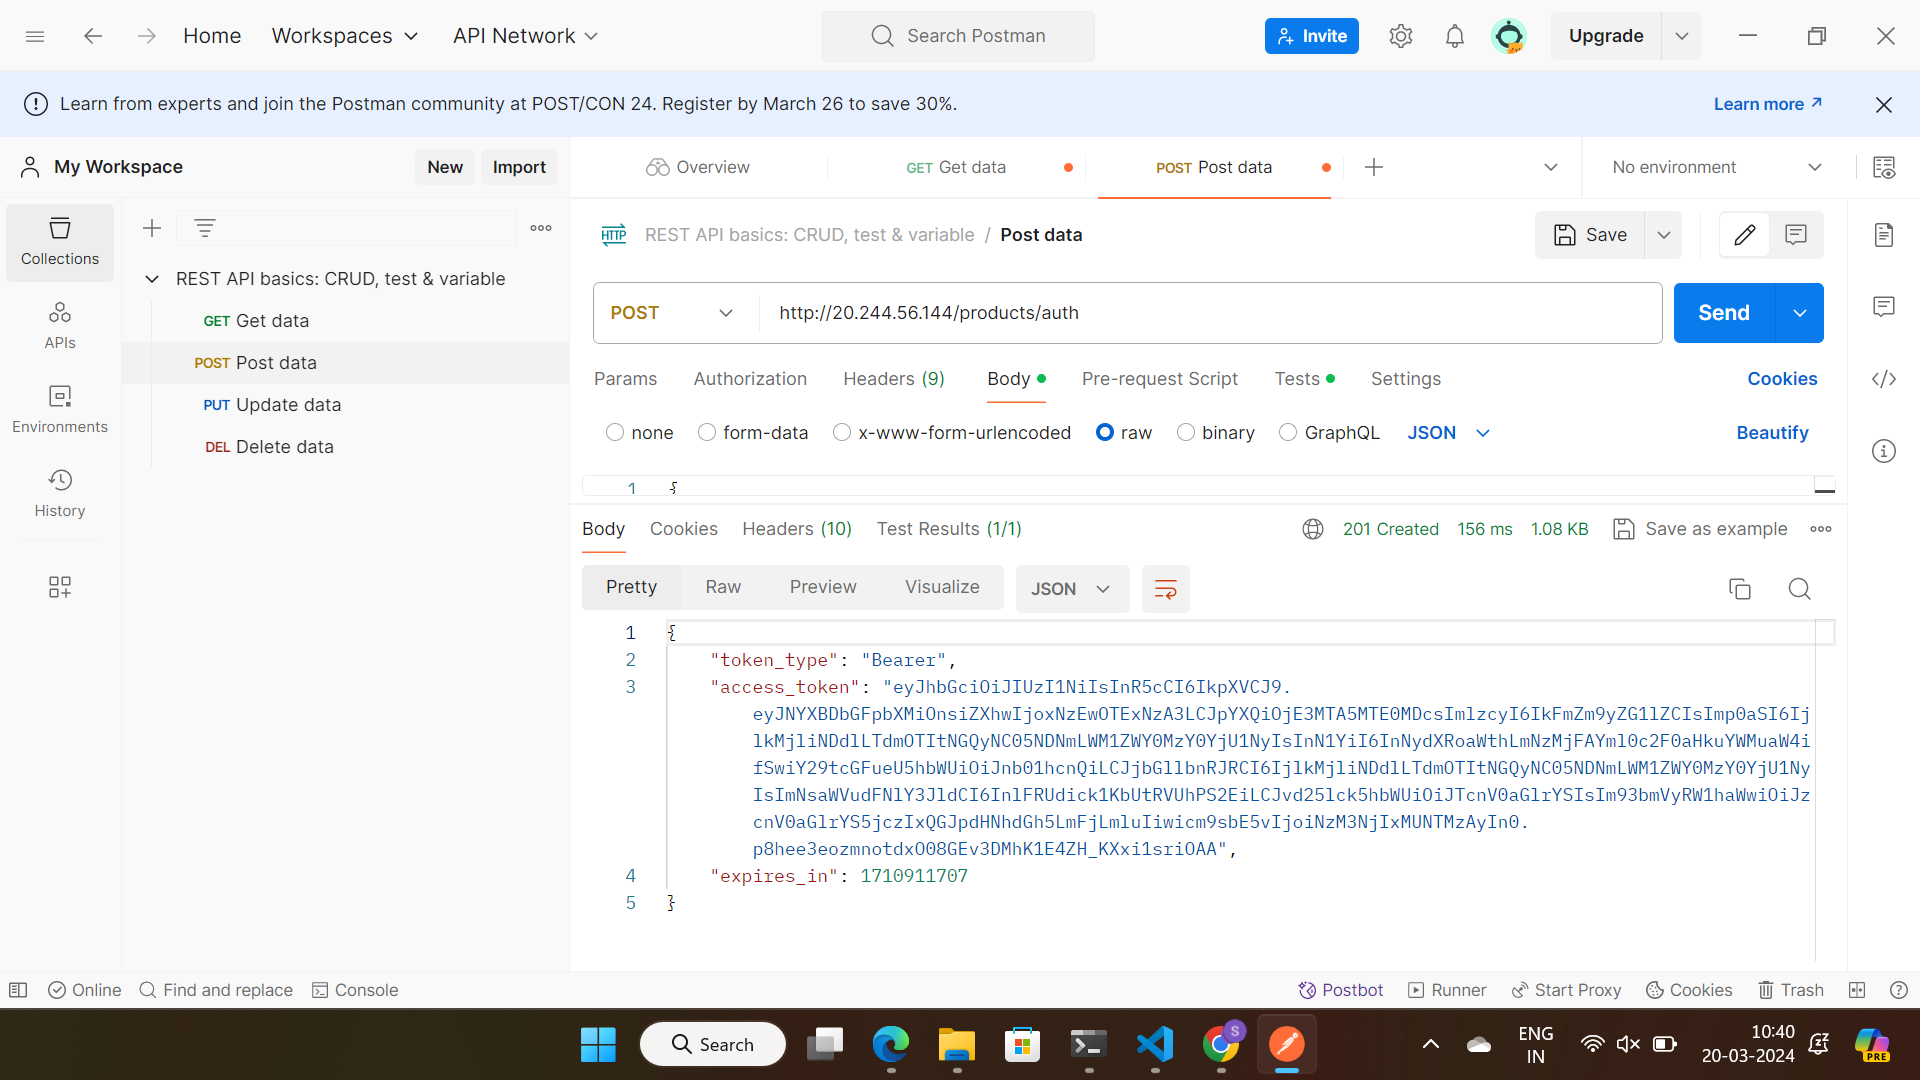 Home Workspaces API Network Search Postman Invite Upgrade
Learn from experts and join the Postman community at POST/CON 24. Register by March 26 to save 30%. Learn more
My Workspace New Import Overview GET Get data POST Post data No environment
Collections
APIs
Environments
History
REST API basics: CRUD, test & variable
GET Get data
POST Post data
PUT Update data
DEL Delete data
HTTP REST API basics: CRUD, test & variable / Post data Save
POST http://20.244.56.144/products/auth Send
Params Authorization Headers (9) Body Pre-request Script Tests Settings Cookies
none form-data x-www-form-urlencoded raw binary GraphQL JSON Beautify
1 {
Body Cookies Headers (10) Test Results (1/1) 201 Created 156 ms 1.08 KB Save as example
Pretty Raw Preview Visualize JSON
1 {
2 "token_type": "Bearer",
3 "access_token": "eyJhbGciOiJIUzI1NiIsInR5cCI6IkpXVCJ9.
eyJNYXBDbGFpbXMiOnsiZXhwIjoxNzEwOTExNzA3LCJpYXQiOjE3MTA5MTE0MDcsImlzcyI6IkFmZm9yZG1lZCIsImp0aSI6Ij
lkMjliNDdlLTdmOTItNGQyNC05NDNmLWM1ZWY0MzY0YjU1NyIsInN1YiI6InNydXRoaWthLmNzMjFAYml0c2F0aHkuYWMuaW4i
fSwiY29tcGFueU5hbWUiOiJnb01hcnQiLCJjbGllbnRJRCI6IjlkMjliNDdlLTdmOTItNGQyNC05NDNmLWM1ZWY0MzY0YjU1Ny
IsImNsaWVudFNlY3JldCI6InlFRUdick1KbUtRVUhPS2EiLCJvd25lck5hbWUiOiJTcnV0aGlrYSIsIm93bmVyRW1haWwiOiJz
cnV0aGlrYS5jczIxQGJpdHNhdGh5LmFjLmluIiwicm9sbE5vIjoiNzM3NjIxMUNTMzAyIn0.
p8hee3eozmnotdxO08GEv3DMhK1E4ZH_KXxi1sriOAA",
4 "expires_in": 1710911707
5 }
Online Find and replace Console Postbot Runner Start Proxy Cookies Trash
Search S ENG IN 10:40 20-03-2024 PRE